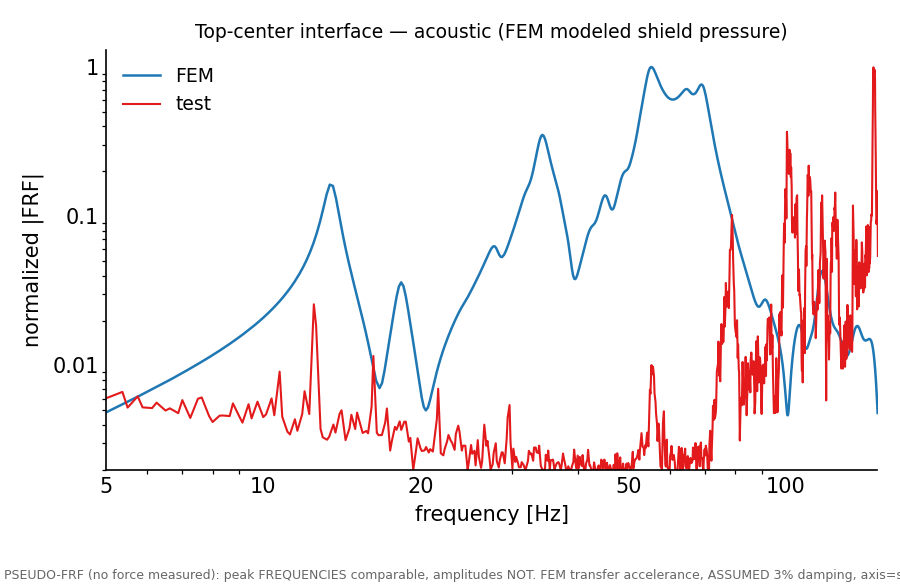 Top-center interface — acoustic (FEM modeled shield pressure)
FEM
test
normalized |FRF|
1
0.1
0.01
5
10
20
50
100
frequency [Hz]
PSEUDO-FRF (no force measured): peak FREQUENCIES comparable, amplitudes NOT. FEM transfer accelerance, ASSUMED 3% damping, axis=s